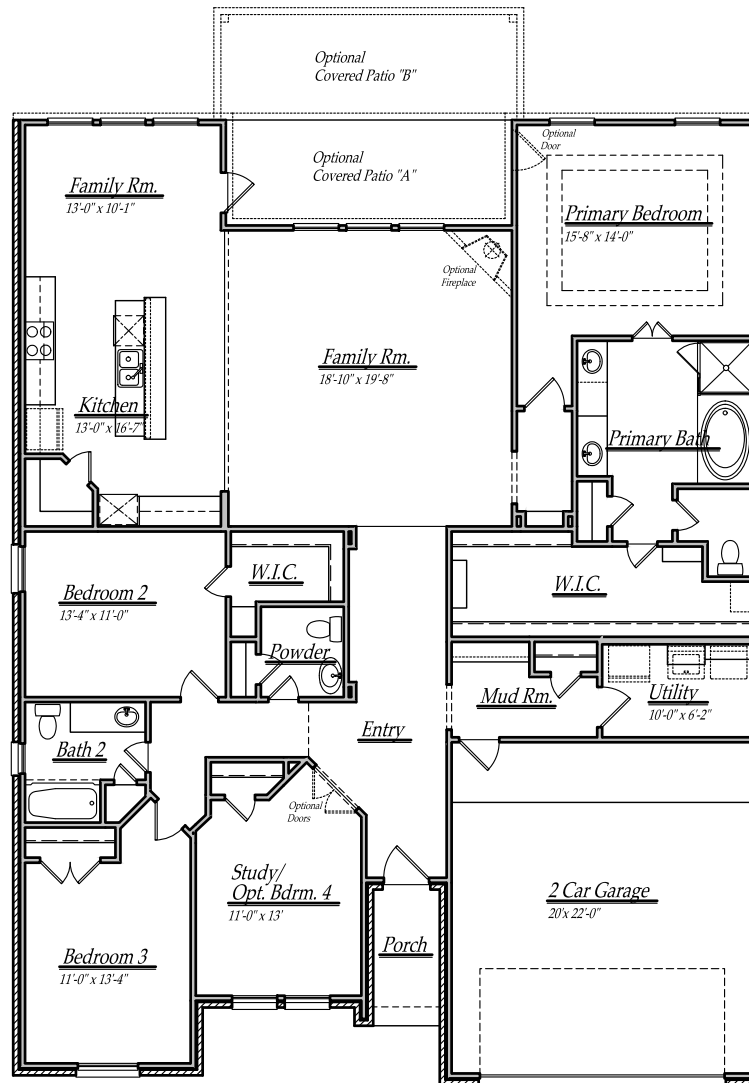 Optional
Covered Patio "B"
Optional
Covered Patio "A"
Optional
Door
Family Rm.
13'-0" x 10'-1"
Primary Bedroom
15'-8" x 14'-0"
Optional
Fireplace
Family Rm.
18'-10" x 19'-8"
Kitchen
13'-0" x 16'-7"
Primary Bath
Bedroom 2
13'-4" x 11'-0"
W.I.C.
W.I.C.
Powder
Mud Rm.
Utility
10'-0" x 6'-2"
Entry
Bath 2
Optional
Doors
Study/
Opt. Bdrm. 4
11'-0" x 13'
2 Car Garage
20'x 22'-0"
Porch
Bedroom 3
11'-0" x 13'-4"